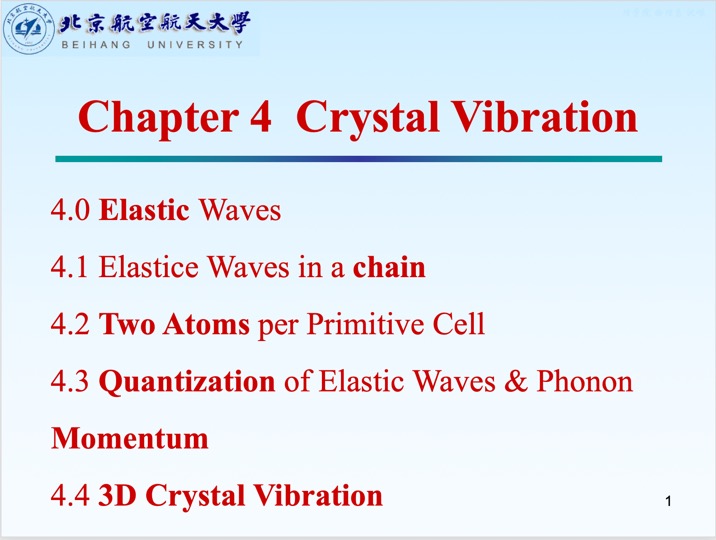 北京航空航天大学
BEIHANG UNIVERSITY
Chapter 4 Crystal Vibration
4.0 Elastic Waves
4.1 Elastice Waves in a chain
4.2 Two Atoms per Primitive Cell
4.3 Quantization of Elastic Waves & Phonon
Momentum
4.4 3D Crystal Vibration
1